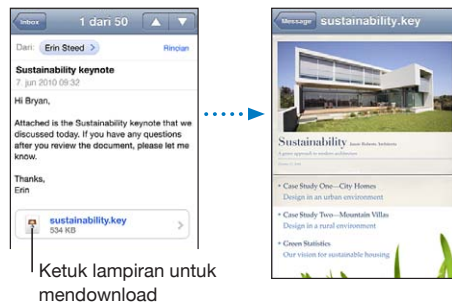 Inbox
1 dari 50
Dari: Erin Steed
Rincian
Sustainability keynote
7. jun 2010 09:32
Hi Bryan,
Attached is the Sustainability keynote that we
discussed today. If you have any questions
after you review the document, please let me
know.
Thanks,
Erin
sustainability.key
534 KB
Ketuk lampiran untuk
mendownload
Message
sustainability.key
Sustainability
• Case Study One—City Homes
Design in an urban environment
• Case Study Two—Mountain Villas
Design in a rural environment
• Green Statistics
Our vision for sustainable housing